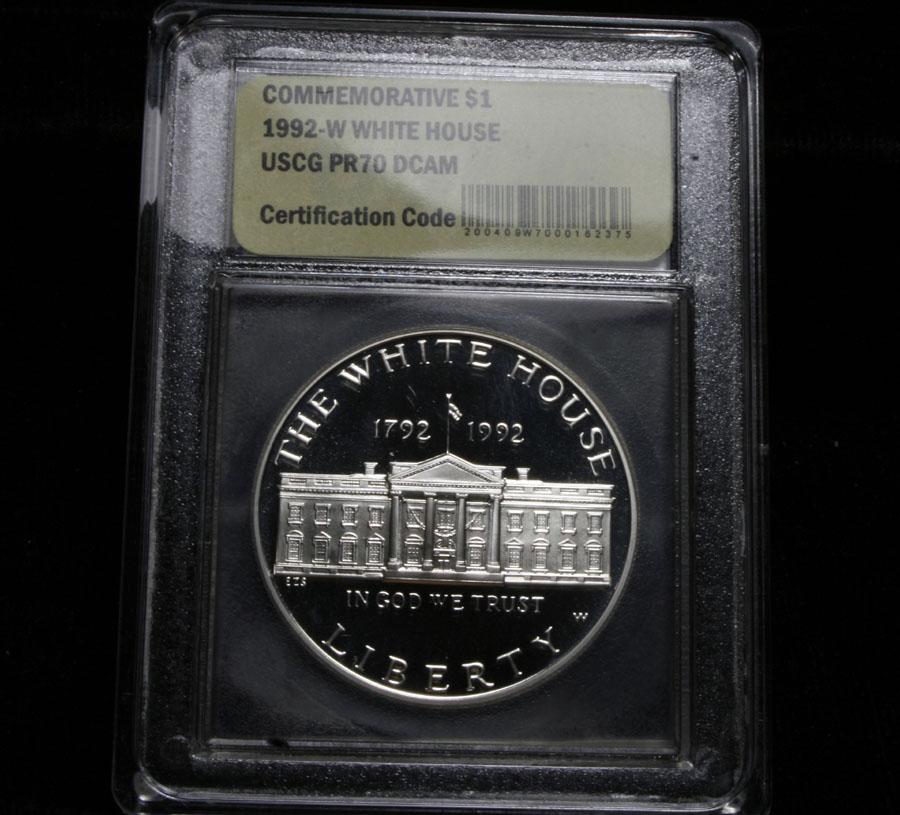 COMMEMORATIVE $1
1992-W WHITE HOUSE
USCG PR70 DCAM
Certification Code
200409W7000162375
THE WHITE HOUSE
1792 1992
IN GOD WE TRUST
W
LIBERTY